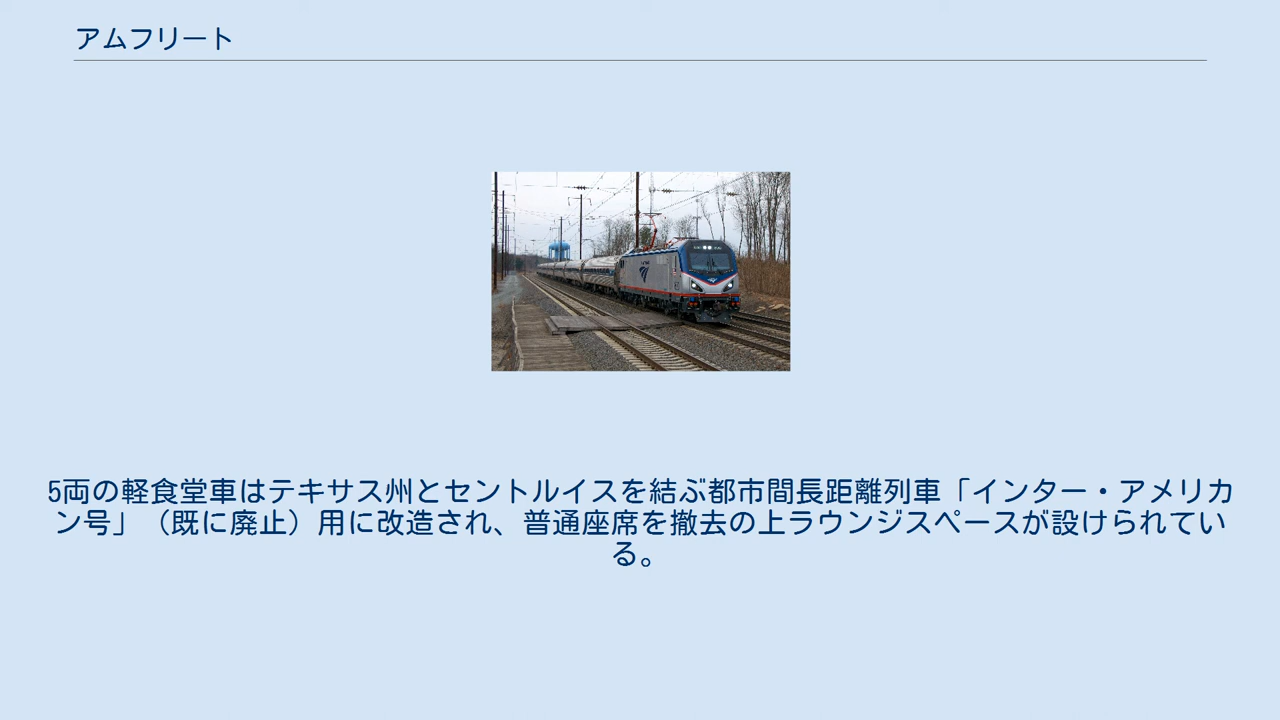 アムフリート
5両の軽食堂車はテキサス州とセントルイスを結ぶ都市間長距離列車「インター・アメリカ
ン号」（既に廃止）用に改造され、普通座席を撤去の上ラウンジスペースが設けられてい
る。